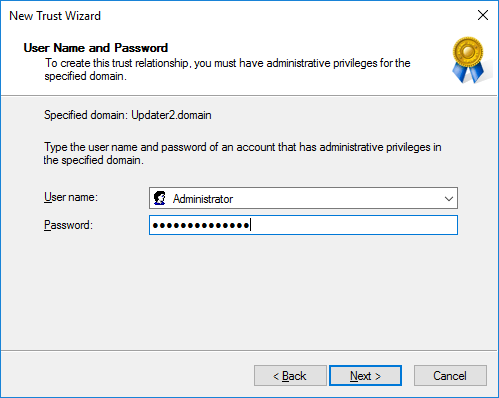 New Trust Wizard
User Name and Password
To create this trust relationship, you must have administrative privileges for the
specified domain.
Specified domain: Updater2.domain
Type the user name and password of an account that has administrative privileges in
the specified domain.
User name:
Administrator
Password:
●●●●●●●●●●●●●●
< Back
Next >
Cancel